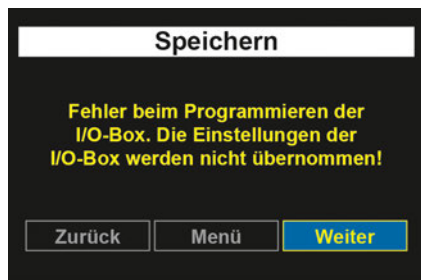 Speichern
Fehler beim Programmieren der
I/O-Box. Die Einstellungen der
I/O-Box werden nicht übernommen!
Zurück Menü Weiter